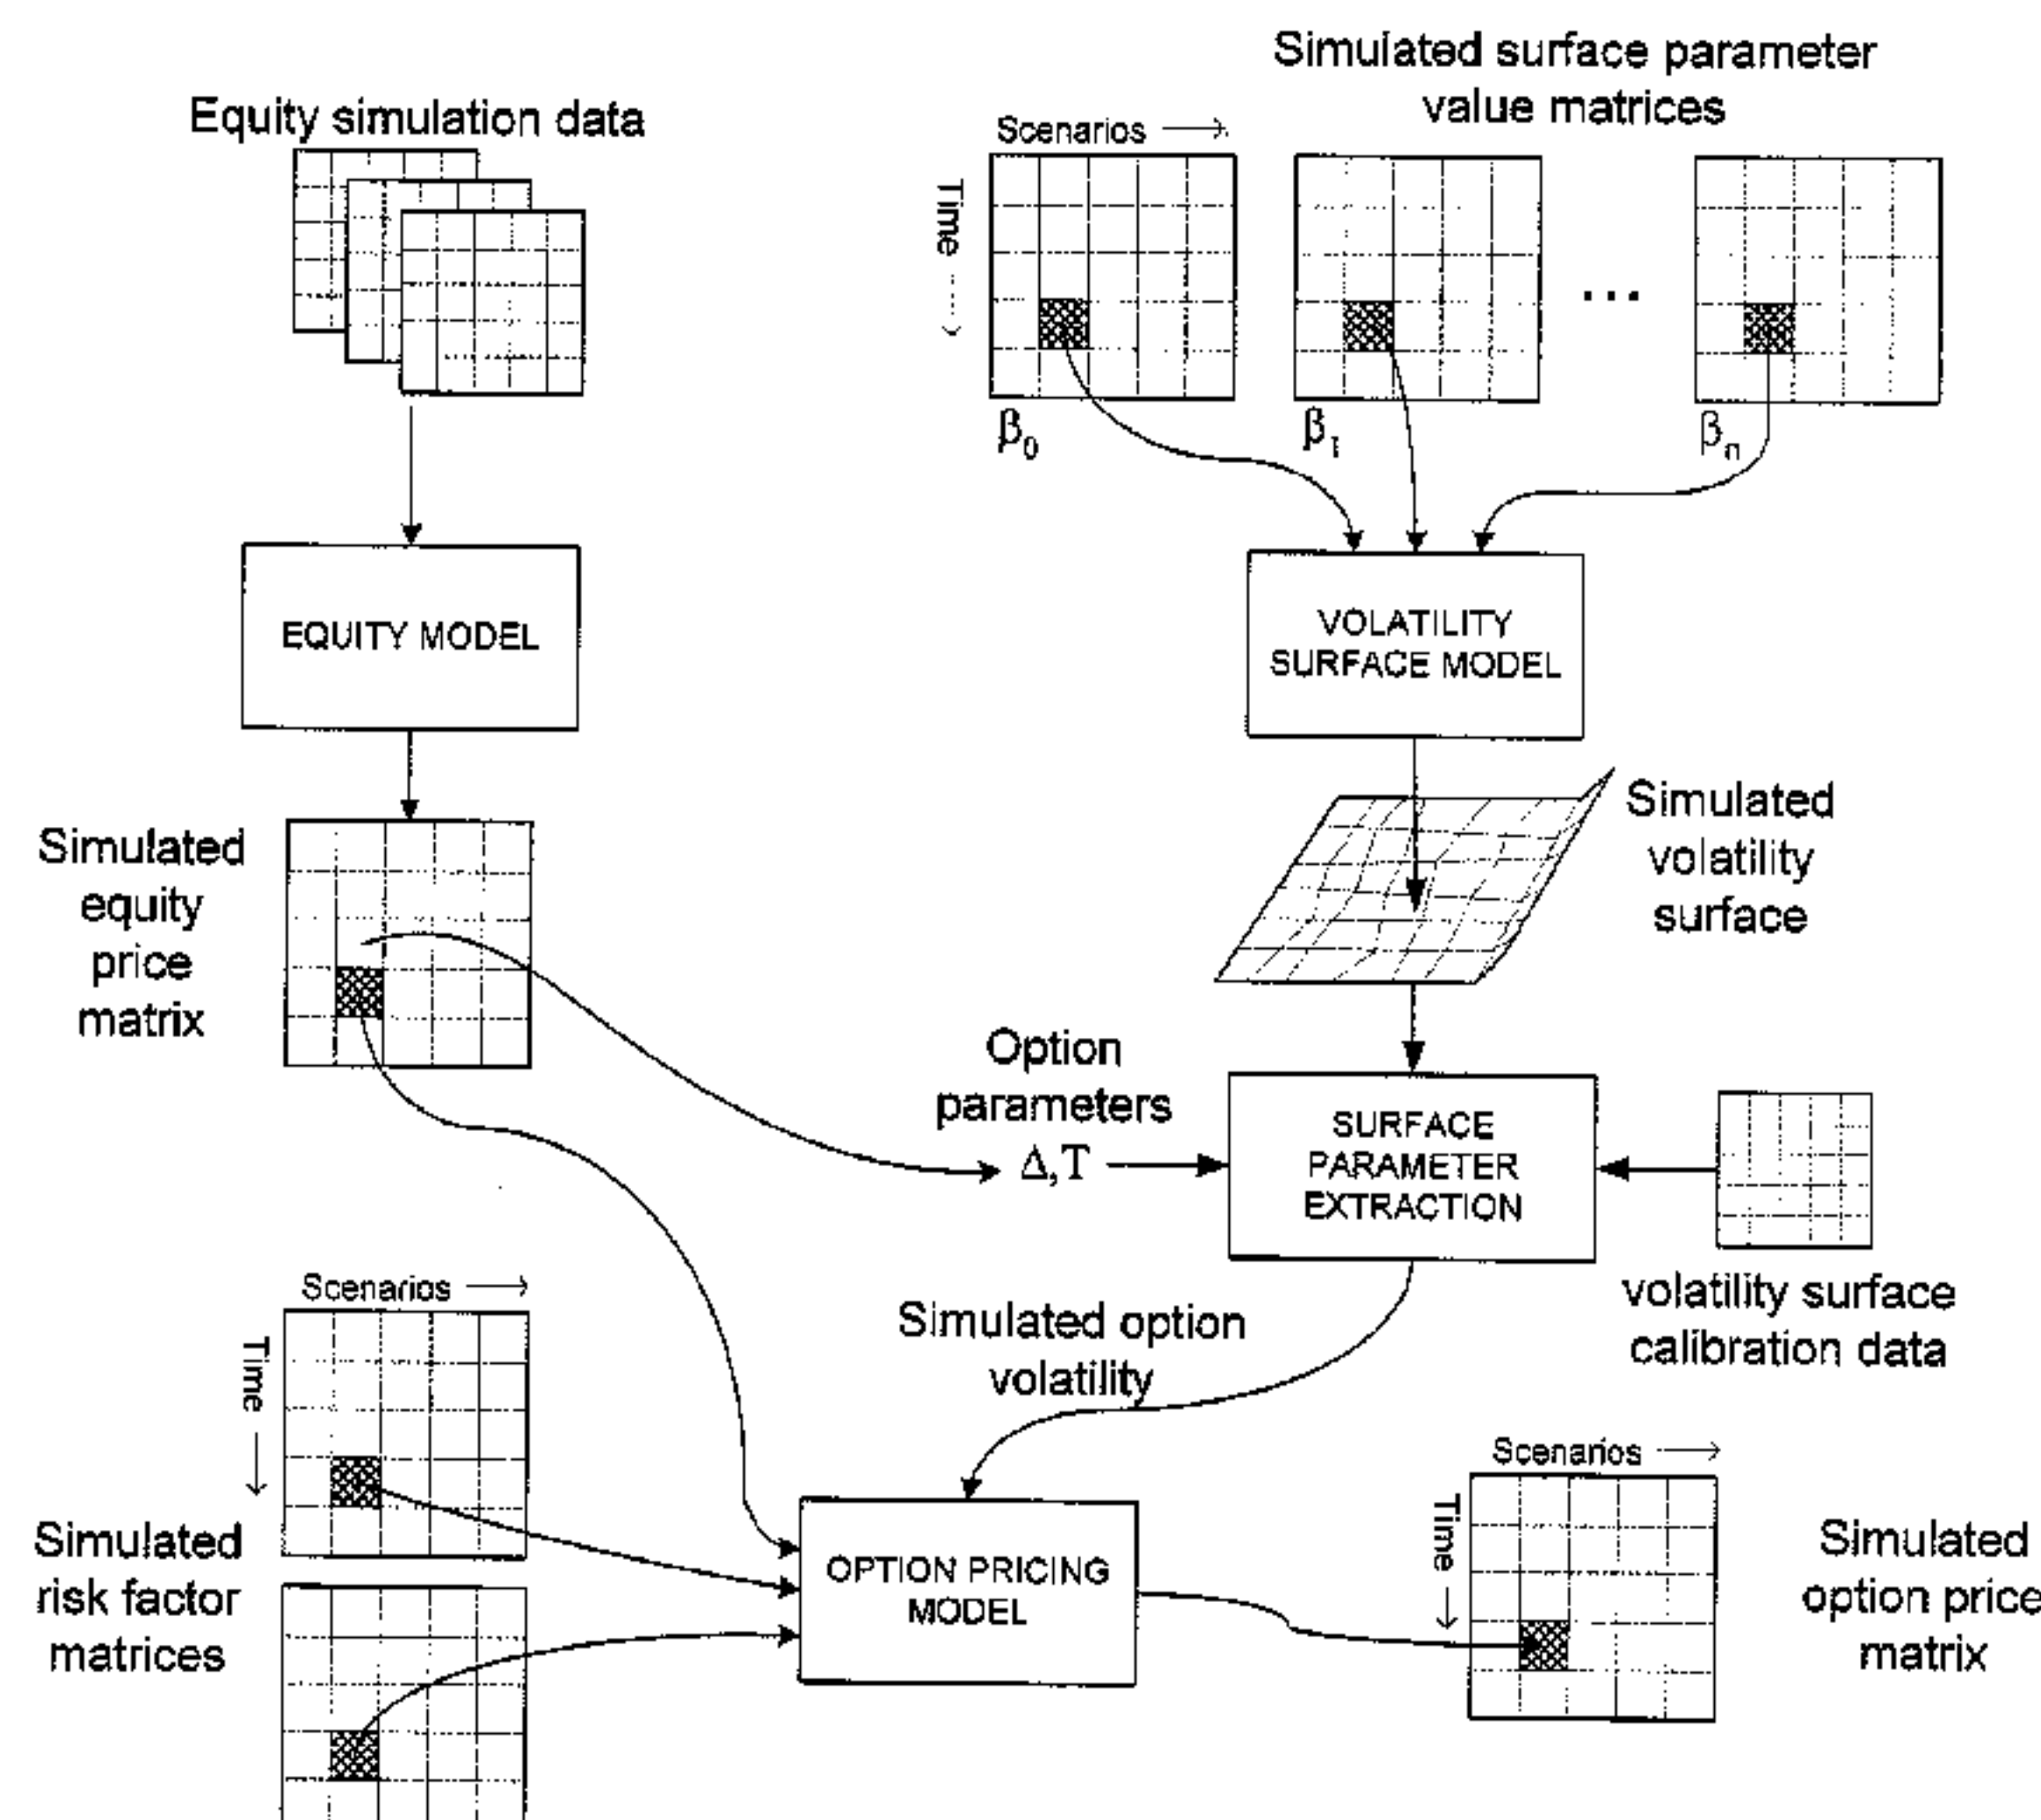 Equity simulation data
Simulated surface parameter
value matrices
Scenarios
Time
β0
β1
...
βn
EQUITY MODEL
VOLATILITY
SURFACE MODEL
Simulated
equity
price
matrix
Simulated
volatility
surface
Option
parameters
Δ,T
SURFACE
PARAMETER
EXTRACTION
volatility surface
calibration data
Simulated option
volatility
Scenarios
Time
Simulated
risk factor
matrices
OPTION PRICING
MODEL
Scenarios
Time
Simulated
option price
matrix